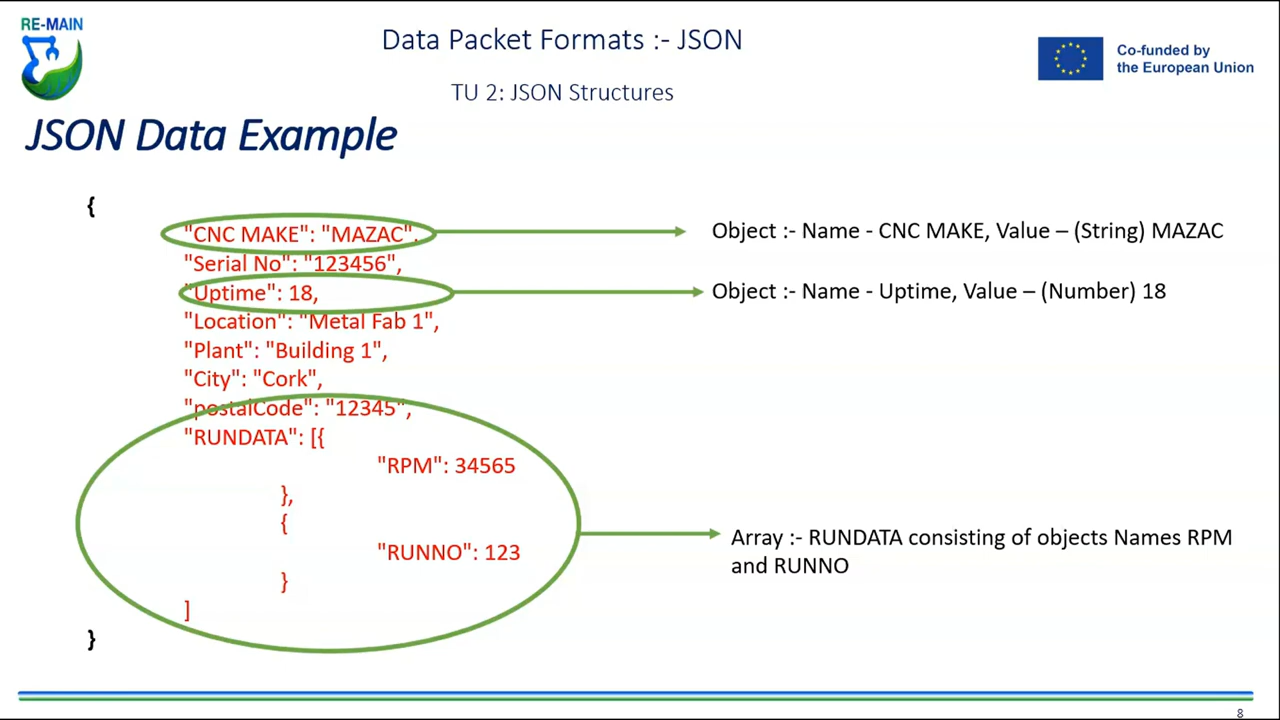 RE-MAIN
Data Packet Formats :- JSON
Co-funded by
the European Union
TU 2: JSON Structures
JSON Data Example
{
"CNC MAKE": "MAZAC",
Object :- Name - CNC MAKE, Value – (String) MAZAC
"Serial No": "123456",
"Uptime": 18,
Object :- Name - Uptime, Value – (Number) 18
"Location": "Metal Fab 1",
"Plant": "Building 1",
"City": "Cork",
"postalCode": "12345",
"RUNDATA": [{
"RPM": 34565
},
{
"RUNNO": 123
}
]
}
Array :- RUNDATA consisting of objects Names RPM
and RUNNO
8